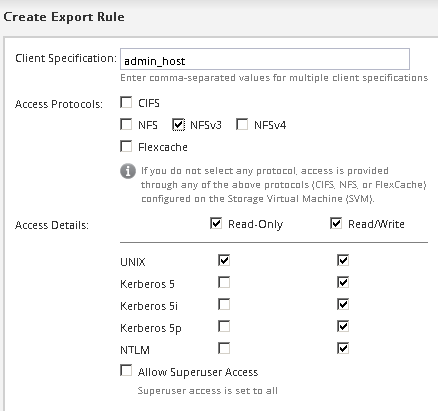 Create Export Rule
Client Specification: admin_host
Enter comma-separated values for multiple client specifications
Access Protocols: CIFS
NFS NFSv3 NFSv4
Flexcache
If you do not select any protocol, access is provided
through any of the above protocols (CIFS, NFS, or FlexCache)
configured on the Storage Virtual Machine (SVM).
Access Details: Read-Only Read/Write
UNIX
Kerberos 5
Kerberos 5i
Kerberos 5p
NTLM
Allow Superuser Access
Superuser access is set to all